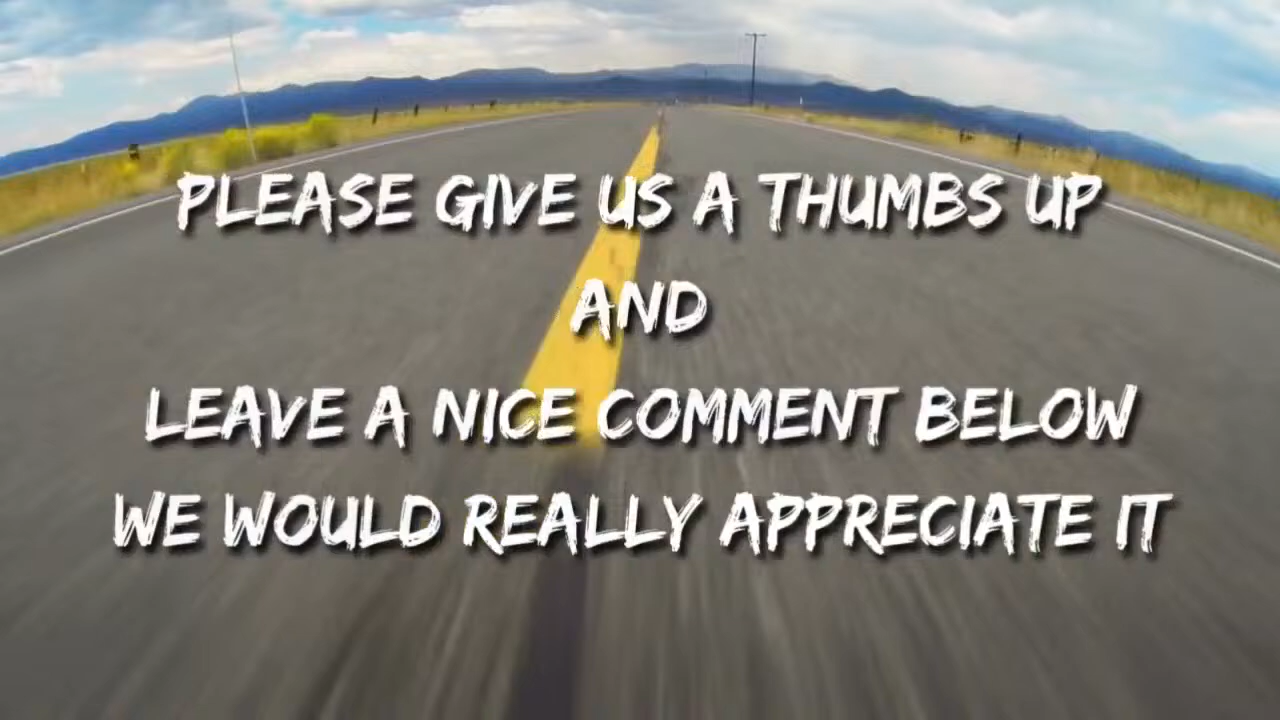 PLEASE GIVE US A THUMBS UP
AND
LEAVE A NICE COMMENT BELOW
WE WOULD REALLY APPRECIATE IT